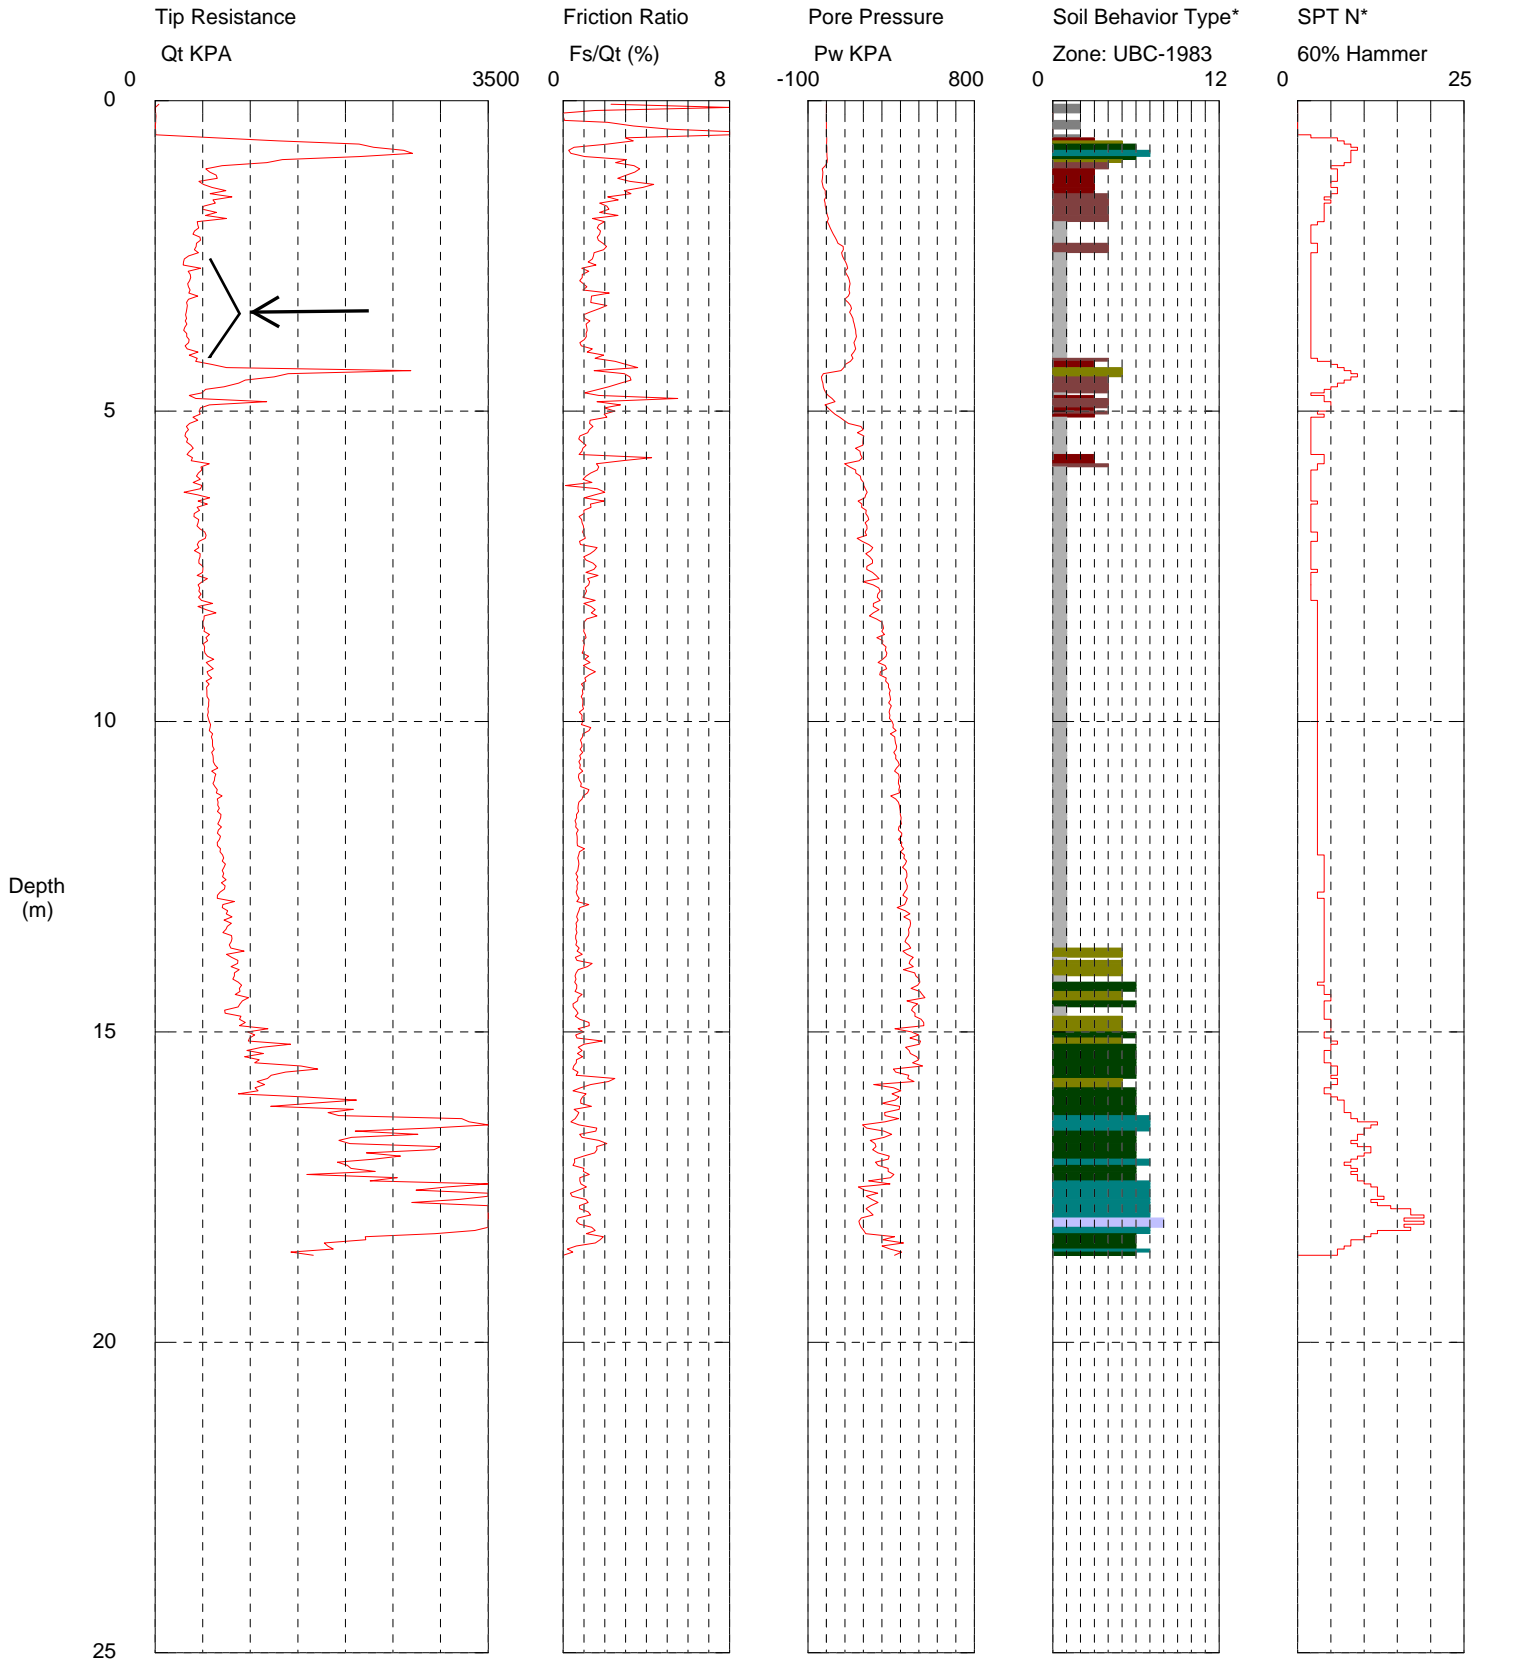 Tip Resistance Friction Ratio Pore Pressure Soil Behavior Type* SPT N*
Qt KPA Fs/Qt (%) Pw KPA Zone: UBC-1983 60% Hammer
0 3500 0 8 -100 800 0 12 0 25
0
5
10
Depth
(m)
15
20
25